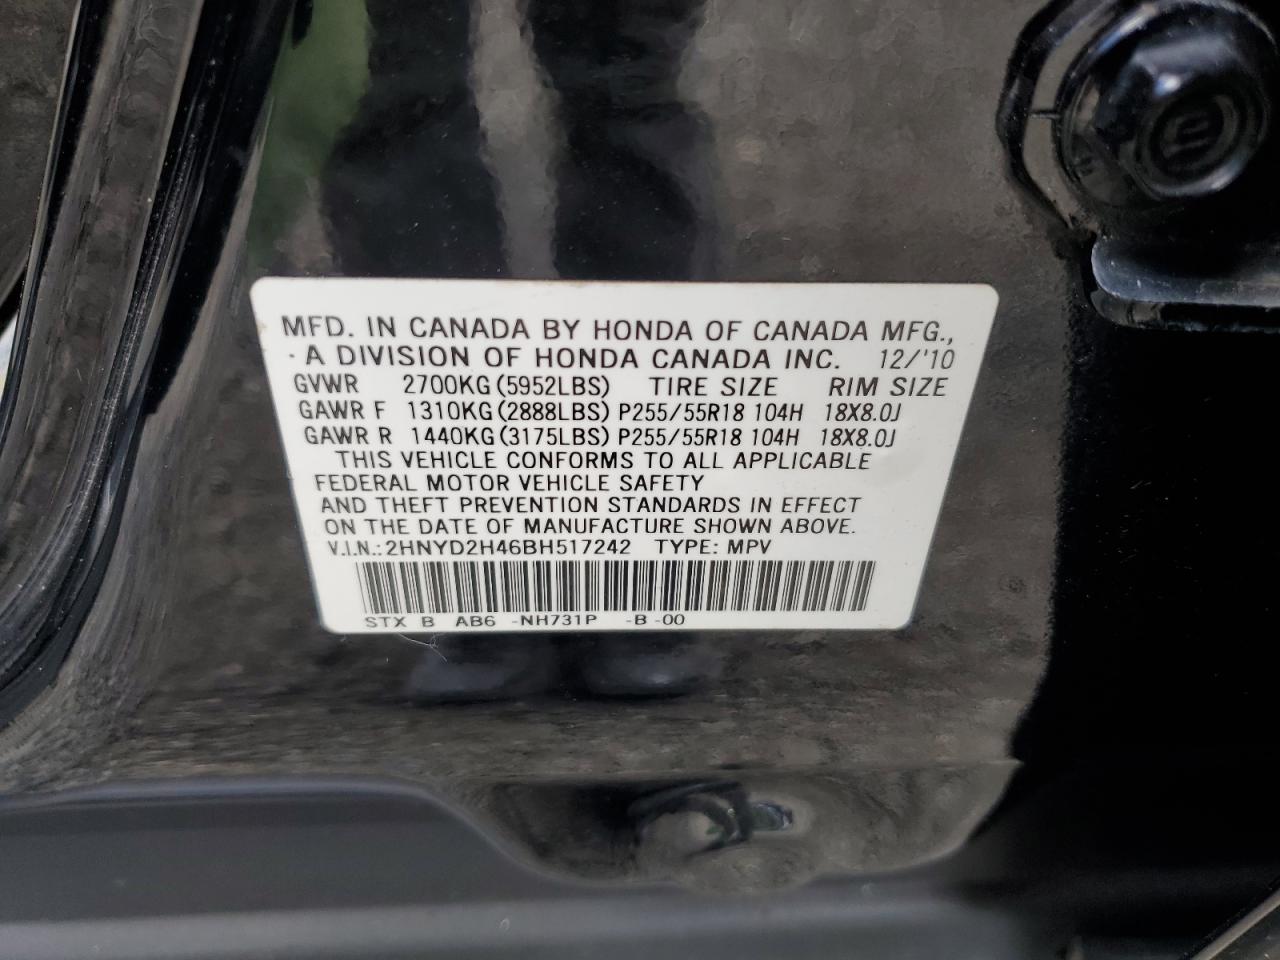 MFD. IN CANADA BY HONDA OF CANADA MFG.,
A DIVISION OF HONDA CANADA INC. 12/'10
GVWR 2700KG (5952LBS) TIRE SIZE RIM SIZE
GAWR F 1310KG (2888LBS) P255/55R18 104H 18X8.0J
GAWR R 1440KG (3175LBS) P255/55R18 104H 18X8.0J
THIS VEHICLE CONFORMS TO ALL APPLICABLE
FEDERAL MOTOR VEHICLE SAFETY
AND THEFT PREVENTION STANDARDS IN EFFECT
ON THE DATE OF MANUFACTURE SHOWN ABOVE.
V.I.N.: 2HNYD2H46BH517242 TYPE: MPV
STX B AB6 -NH731P -B -00